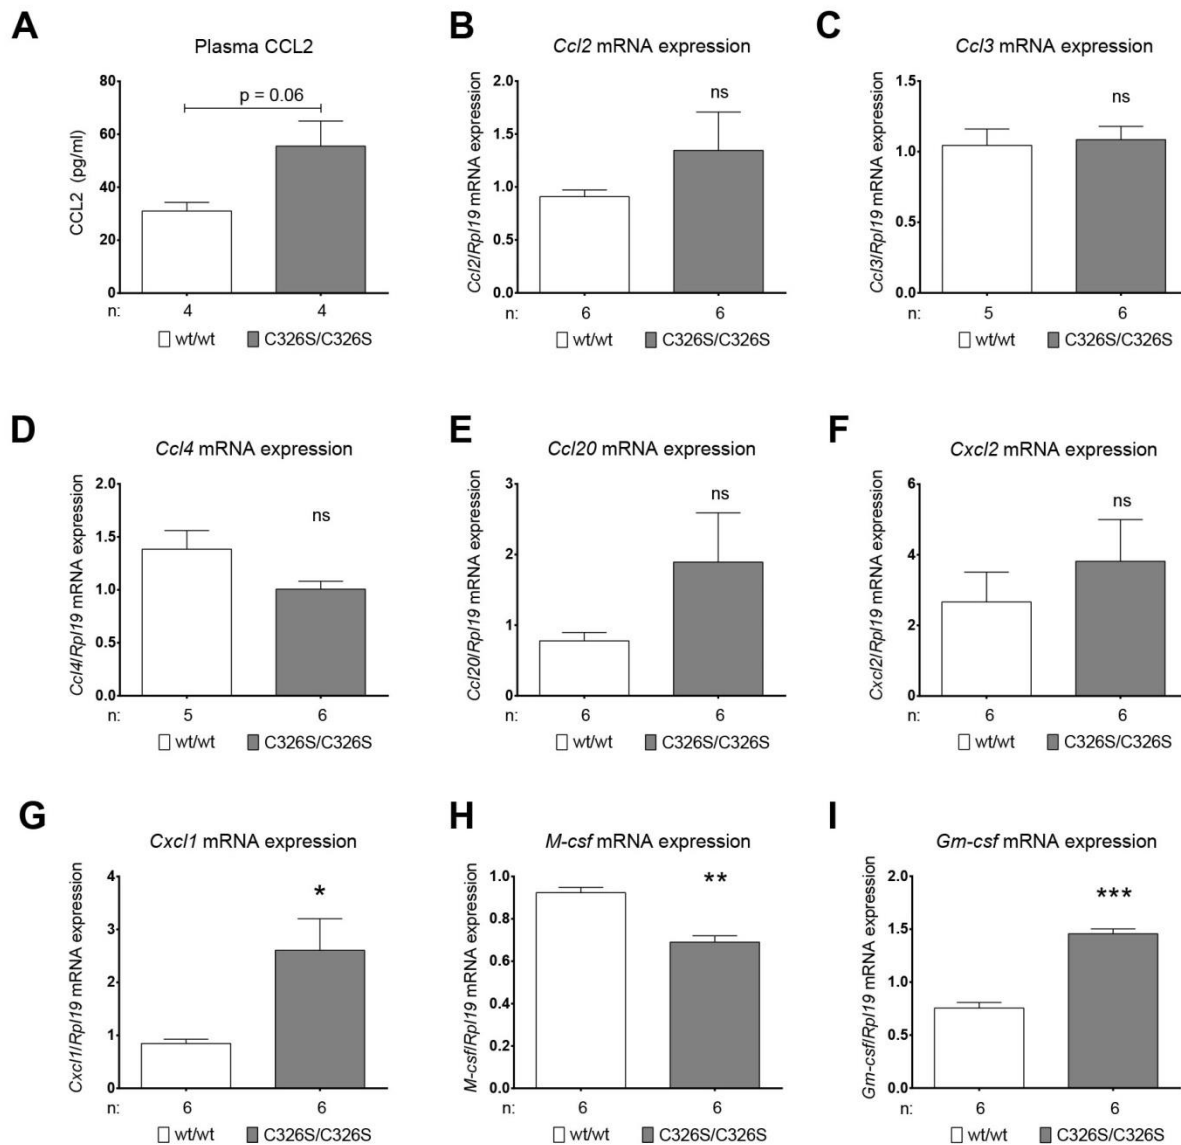 A
Plasma CCL2
CCL2 (pg/ml)
80
60
40
20
0
p = 0.06
n: 4 4
wt/wt C326S/C326S
B
Ccl2 mRNA expression
Ccl2/Rpl19 mRNA expression
2.0
1.5
1.0
0.5
0.0
ns
n: 6 6
wt/wt C326S/C326S
C
Ccl3 mRNA expression
Ccl3/Rpl19 mRNA expression
1.5
1.0
0.5
0.0
ns
n: 5 6
wt/wt C326S/C326S
D
Ccl4 mRNA expression
Ccl4/Rpl19 mRNA expression
2.0
1.5
1.0
0.5
0.0
ns
n: 5 6
wt/wt C326S/C326S
E
Ccl20 mRNA expression
Ccl20/Rpl19 mRNA expression
3
2
1
0
ns
n: 6 6
wt/wt C326S/C326S
F
Cxcl2 mRNA expression
Cxcl2/Rpl19 mRNA expression
6
4
2
0
ns
n: 6 6
wt/wt C326S/C326S
G
Cxcl1 mRNA expression
Cxcl1/Rpl19 mRNA expression
4
3
2
1
0
*
n: 6 6
wt/wt C326S/C326S
H
M-csf mRNA expression
M-csf/Rpl19 mRNA expression
1.0
0.8
0.6
0.4
0.2
0.0
**
n: 6 6
wt/wt C326S/C326S
I
Gm-csf mRNA expression
Gm-csf/Rpl19 mRNA expression
2.0
1.5
1.0
0.5
0.0
***
n: 6 6
wt/wt C326S/C326S